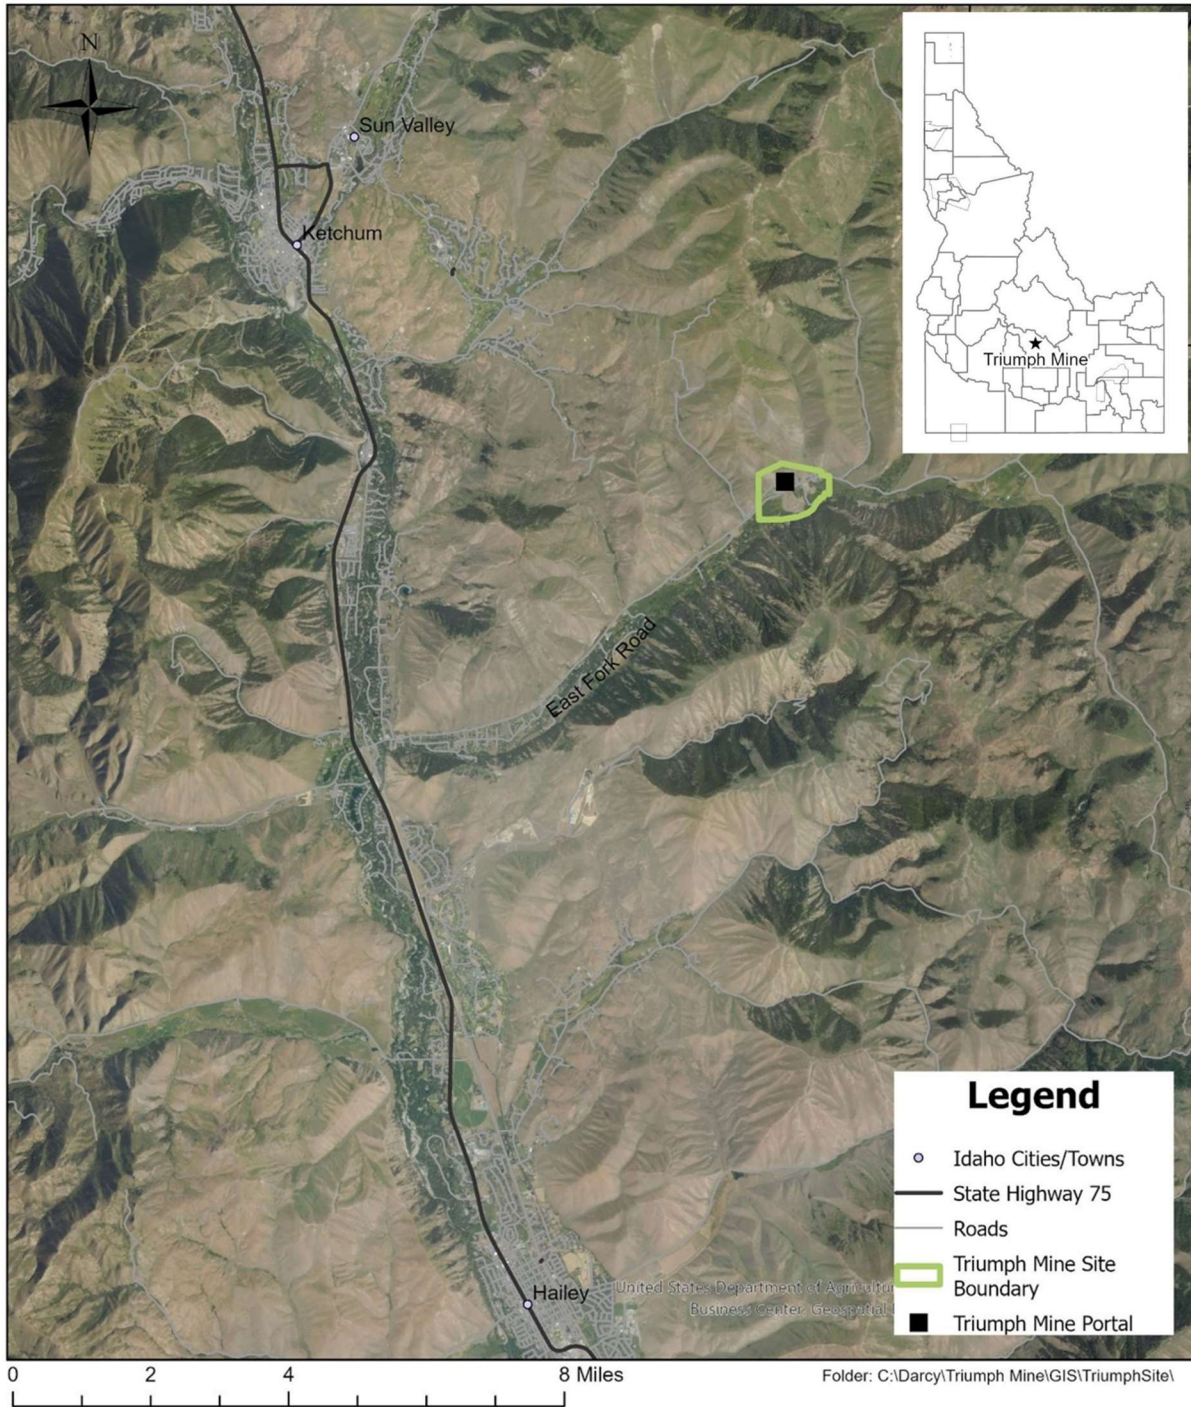 N
Sun Valley
Ketchum
Triumph Mine
East Fork Road
Hailey
United States Department of
Business Center Geospatial
Legend
Idaho Cities/Towns
State Highway 75
Roads
Triumph Mine Site
Boundary
Triumph Mine Portal
0 2 4 8 Miles
Folder: C:\Darcy\Triumph Mine\GIS\TriumphSite\